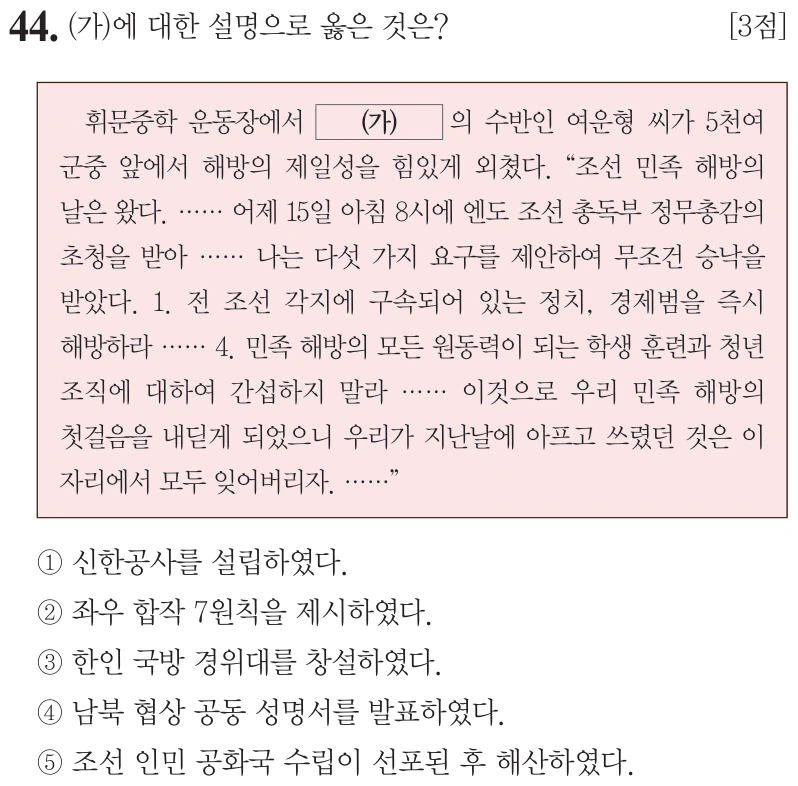 44. (가)에 대한 설명으로 옳은 것은? [3점]
휘문중학 운동장에서 (가) 의 수반인 여운형 씨가 5천여
군중 앞에서 해방의 제일성을 힘있게 외쳤다. “조선 민족 해방의
날은 왔다. …… 어제 15일 아침 8시에 엔도 조선 총독부 정무총감의
초청을 받아 …… 나는 다섯 가지 요구를 제안하여 무조건 승낙을
받았다. 1. 전 조선 각지에 구속되어 있는 정치, 경제범을 즉시
해방하라 …… 4. 민족 해방의 모든 원동력이 되는 학생 훈련과 청년
조직에 대하여 간섭하지 말라 …… 이것으로 우리 민족 해방의
첫걸음을 내딛게 되었으니 우리가 지난날에 아프고 쓰렸던 것은 이
자리에서 모두 잊어버리자. ……”
① 신한공사를 설립하였다.
② 좌우 합작 7원칙을 제시하였다.
③ 한인 국방 경위대를 창설하였다.
④ 남북 협상 공동 성명서를 발표하였다.
⑤ 조선 인민 공화국 수립이 선포된 후 해산하였다.